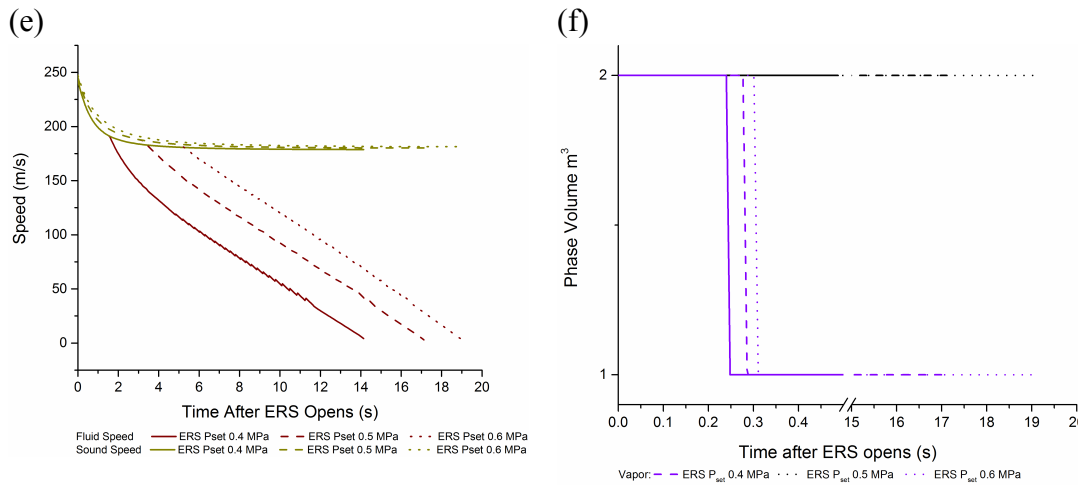 (e)
250
200
150
100
50
0
Speed (m/s)
0 2 4 6 8 10 12 14 16 18 20
Time After ERS Opens (s)
Fluid Speed ERS Pset 0.4 MPa ERS Pset 0.5 MPa ERS Pset 0.6 MPa
Sound Speed ERS Pset 0.4 MPa ERS Pset 0.5 MPa ERS Pset 0.6 MPa
(f)
2
1
Phase Volume m³
0.0 0.1 0.2 0.3 0.4 15 16 17 18 19 20
Time after ERS opens (s)
Vapor: ERS Pset 0.4 MPa ERS Pset 0.5 MPa ERS Pset 0.6 MPa